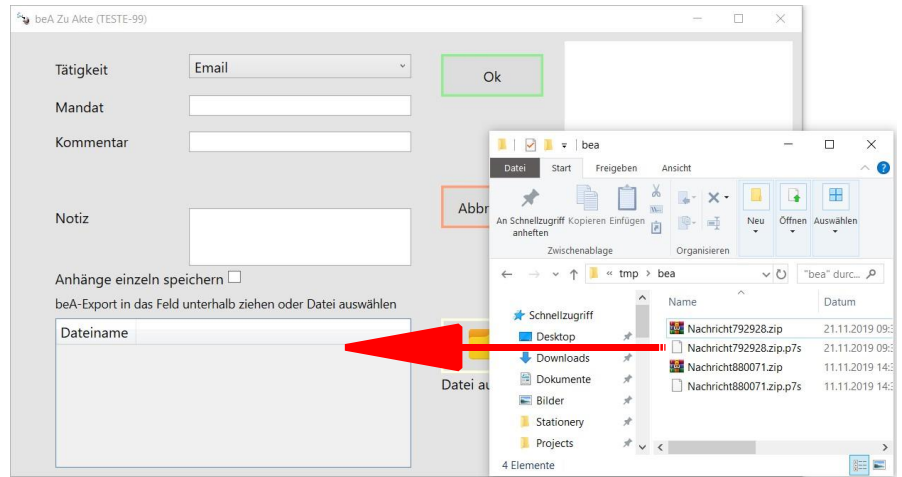 beA Zu Akte (TESTE-99)
Tätigkeit
Email
Ok
Mandat
Kommentar
Notiz
Abbr
Anhänge einzeln speichern
beA-Export in das Feld unterhalb ziehen oder Datei auswählen
Dateiname
Datei au
bea
Datei Start Freigeben Ansicht
An Schnellzugriff anheften
Kopieren
Einfügen
Neu
Öffnen
Auswählen
Zwischenablage
Organisieren
« tmp > bea
"bea" durc...
Name Datum
Schnellzugriff
Desktop
Downloads
Dokumente
Bilder
Stationery
Projects
Nachricht792928.zip 21.11.2019 09:3
Nachricht792928.zip.p7s 21.11.2019 09:3
Nachricht880071.zip 11.11.2019 14:3
Nachricht880071.zip.p7s 11.11.2019 14:3
4 Elemente